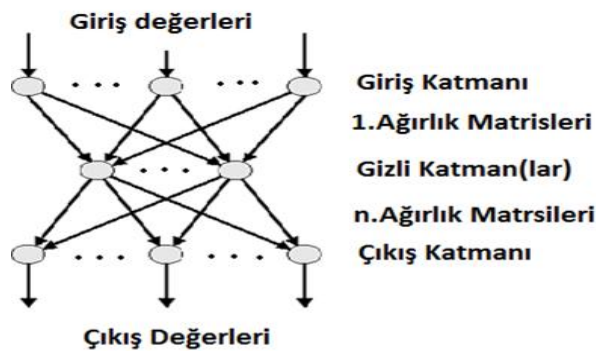 Giriş değerleri
Giriş Katmanı
1.Ağırlık Matrisleri
Gizli Katman(lar)
n.Ağırlık Matrsileri
Çıkış Katmanı
Çıkış Değerleri